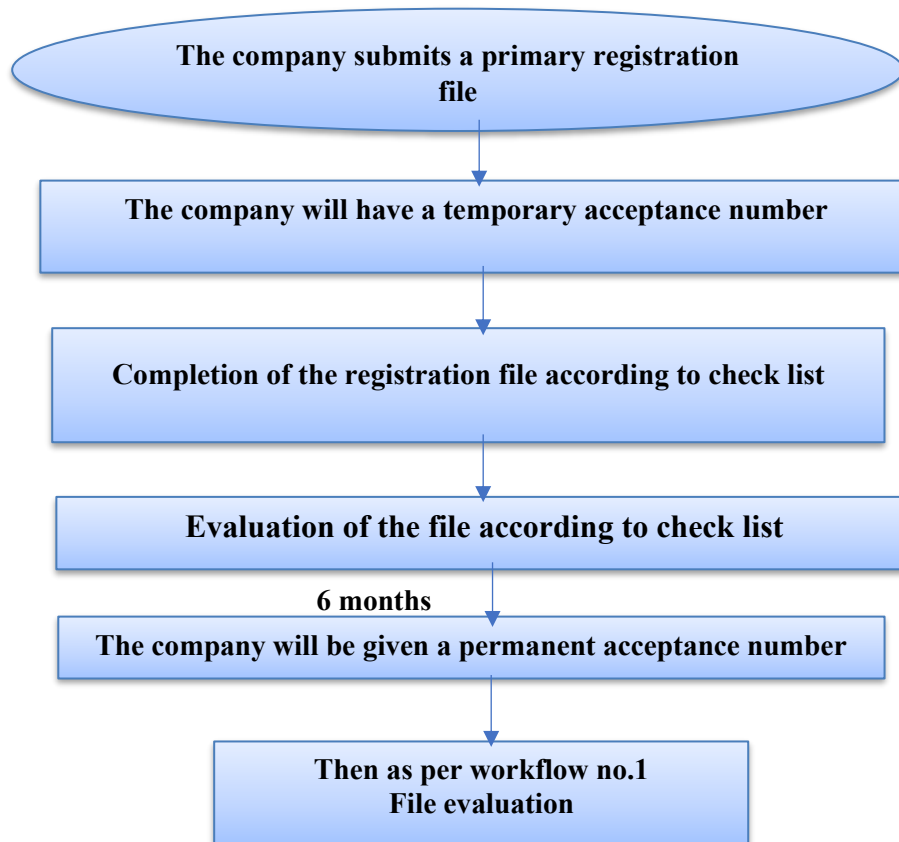 The company submits a primary registration
file
The company will have a temporary acceptance number
Completion of the registration file according to check list
Evaluation of the file according to check list
6 months
The company will be given a permanent acceptance number
Then as per workflow no.1
File evaluation